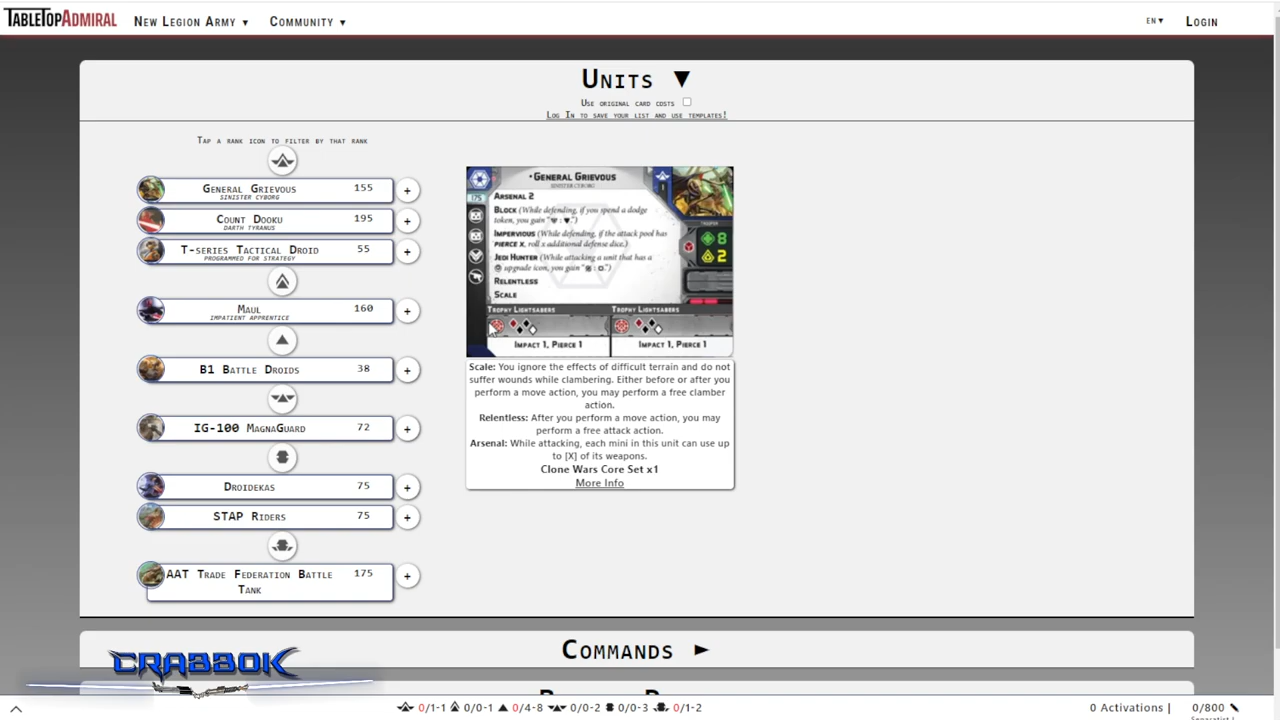 TableTopAdmiral New Legion Army ▼ Community ▼ EN▼ Login
Units ▼
Use original card costs
Log In to save your list and use templates!
Tap a rank icon to filter by that rank
General Grievous 155
Sinister Cyborg
Count Dooku 195
Darth Tyranus
T-series Tactical Droid 55
Programmed for Strategy
Maul 160
Impatient Apprentice
B1 Battle Droids 38
IG-100 MagnaGuard 72
Droidekas 75
STAP Riders 75
AAT Trade Federation Battle 175
Tank
•General Grievous
Sinister Cyborg
175
Arsenal 2
Block (While defending, if you spend a dodge
token, you gain
Impervious (While defending, if the attack pool has
Pierce X, roll X additional defense dice.)
Jedi Hunter (While attacking a unit that has a
upgrade icon, you gain
Relentless
Scale
1
Trooper
8
2
Trophy Lightsabers Trophy Lightsabers
Impact 1, Pierce 1 Impact 1, Pierce 1
Scale: You ignore the effects of difficult terrain and do not
suffer wounds while clambering. Either before or after you
perform a move action, you may perform a free clamber
action.
Relentless: After you perform a move action, you may
perform a free attack action.
Arsenal: While attacking, each mini in this unit can use up
to [X] of its weapons.
Clone Wars Core Set x1
More Info
Commands ►
CRABBOK
0/1-1 0/0-1 0/4-8 0/0-2 0/0-3 0/1-2 0 Activations | 0/800
Separatist